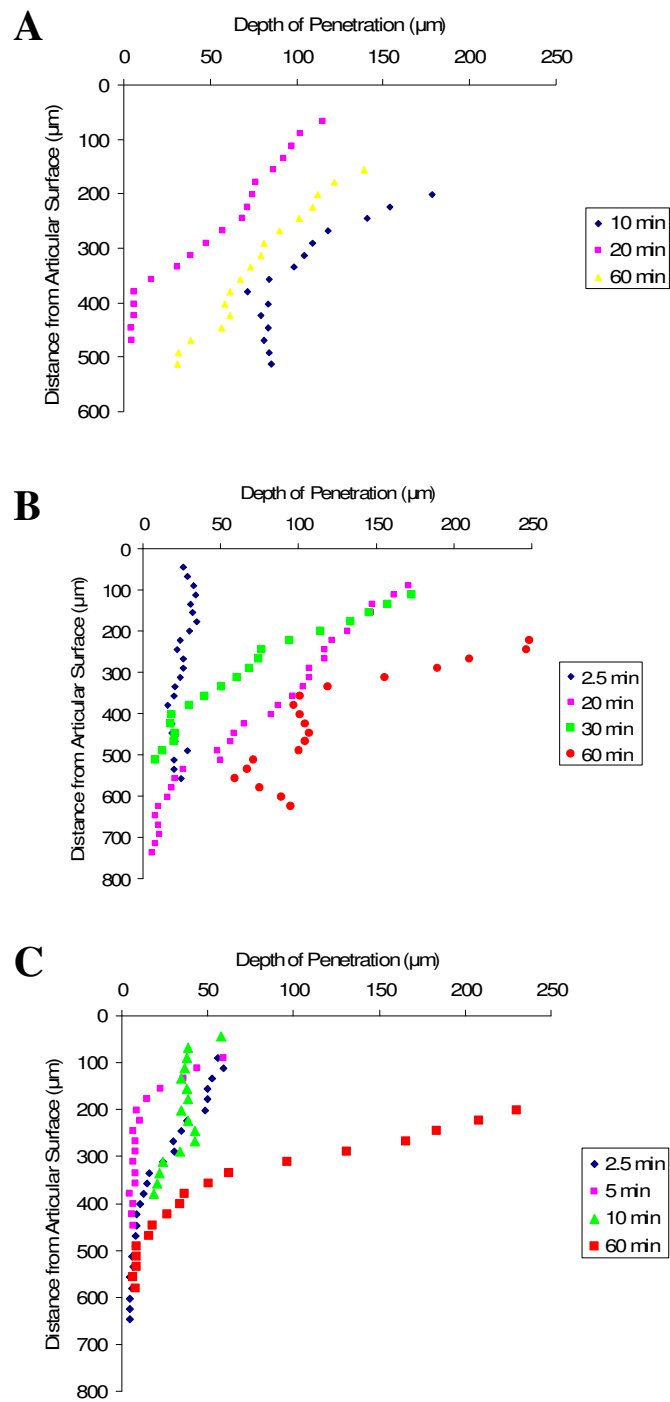 A
Depth of Penetration (µm)
0 50 100 150 200 250
Distance from Articular Surface (µm)
0
100
200
300
400
500
600
10 min
20 min
60 min
B
Depth of Penetration (µm)
0 50 100 150 200 250
Distance from Articular Surface (µm)
0
100
200
300
400
500
600
700
800
2.5 min
20 min
30 min
60 min
C
Depth of Penetration (µm)
0 50 100 150 200 250
Distance from Articular Surface (µm)
0
100
200
300
400
500
600
700
800
2.5 min
5 min
10 min
60 min